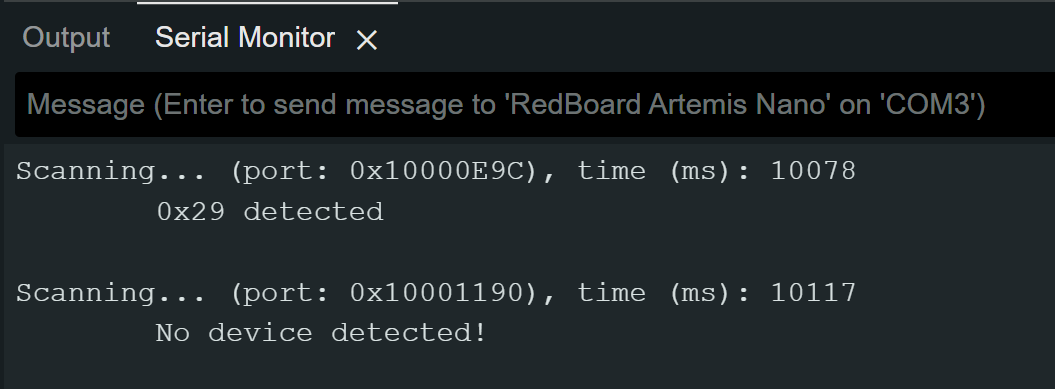 Output Serial Monitor
Message (Enter to send message to 'RedBoard Artemis Nano' on 'COM3')
Scanning... (port: 0x10000E9C), time (ms): 10078
0x29 detected
Scanning... (port: 0x10001190), time (ms): 10117
No device detected!